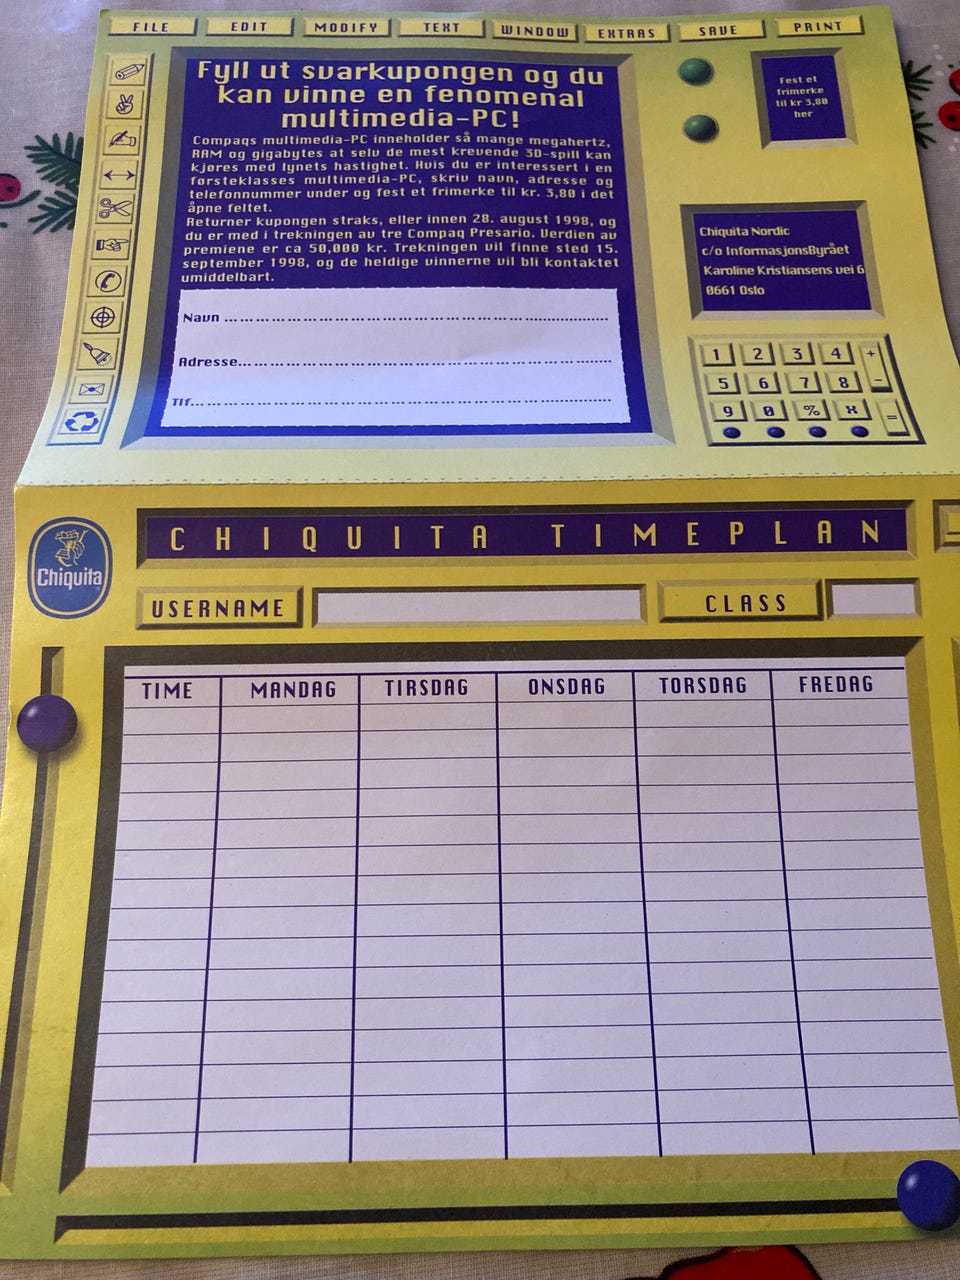 FILE EDIT MODIFY TEXT WINDOW EXTRAS SAVE PRINT
Fyll ut svarkupongen og du
kan vinne en fenomenal
multimedia-PC!
Compaqs multimedia-PC inneholder så mange megahertz,
RAM og gigabytes at selv de mest krevende 3D-spill kan
kjøres med lynets hastighet. Hvis du er interessert i en
førsteklasses multimedia-PC, skriv navn, adresse og
telefonnummer under og fest et frimerke til kr. 3,80 i det
åpne feltet.
Returner kupongen straks, eller innen 28. august 1998, og
du er med i trekningen av tre Compaq Presario. Verdien av
premiene er ca 50,000 kr. Trekningen vil finne sted 15.
september 1998, og de heldige vinnerne vil bli kontaktet
umiddelbart.
Navn
Adresse
Tlf
Fest et
frimerke
til kr 3,80
her
Chiquita Nordic
c/o InformasjonsByrået
Karoline Kristiansens vei 6
0661 Oslo
1 2 3 4 +
5 6 7 8 -
9 0 % x =
Chiquita
CHIQUITA TIMEPLAN
USERNAME CLASS
TIME MANDAG TIRSDAG ONSDAG TORSDAG FREDAG